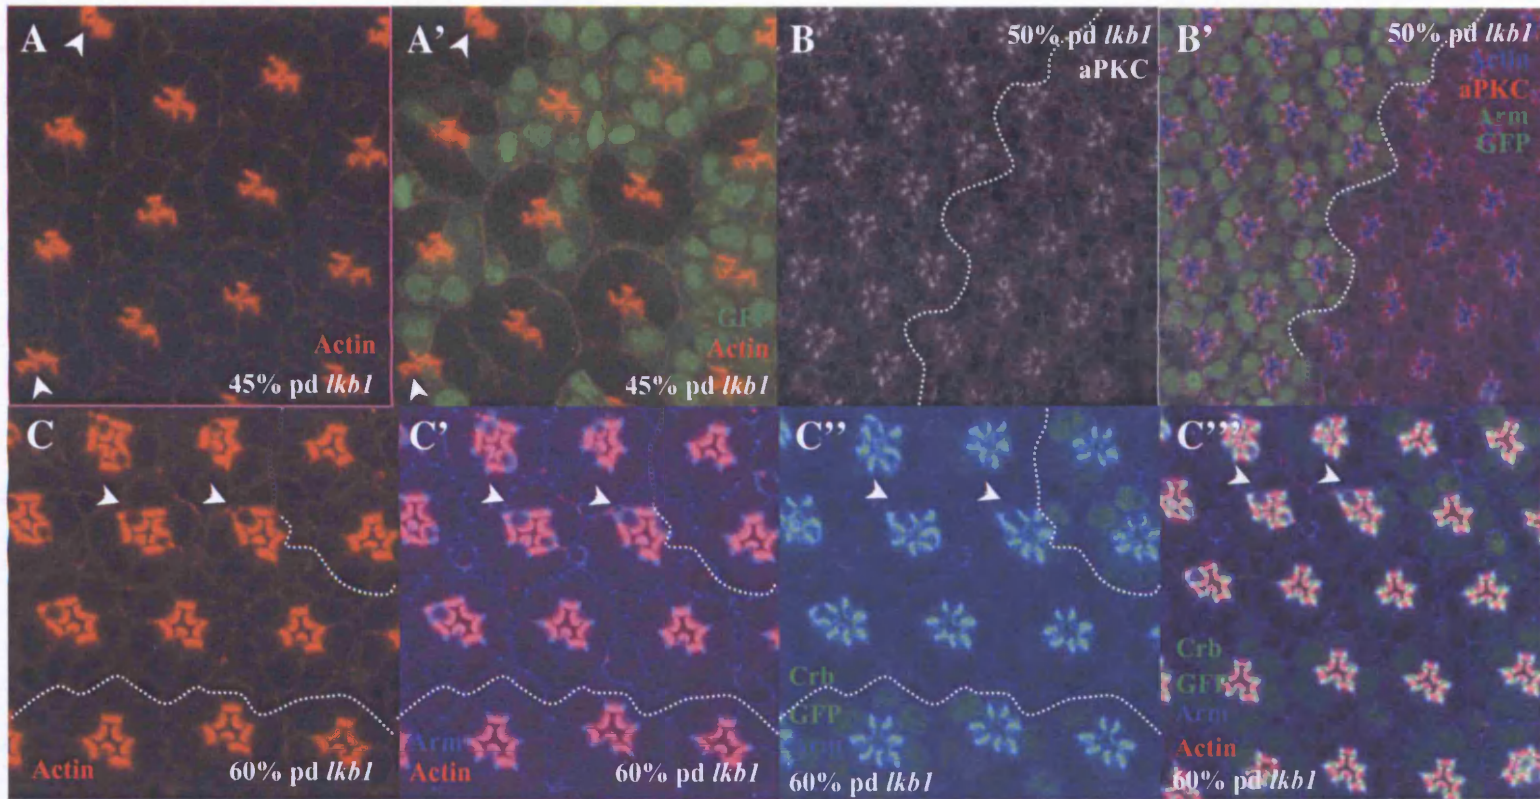 A
Actin
45% pd lkb1
A'
GFP
Actin
45% pd lkb1
B
50% pd lkb1
aPKC
B'
50% pd lkb1
Actin
aPKC
Arm
GFP
C
Actin
60% pd lkb1
C'
Arm
Actin
60% pd lkb1
C''
Crb
GFP
Arm
60% pd lkb1
C'''
Crb
GFP
Arm
Actin
60% pd lkb1